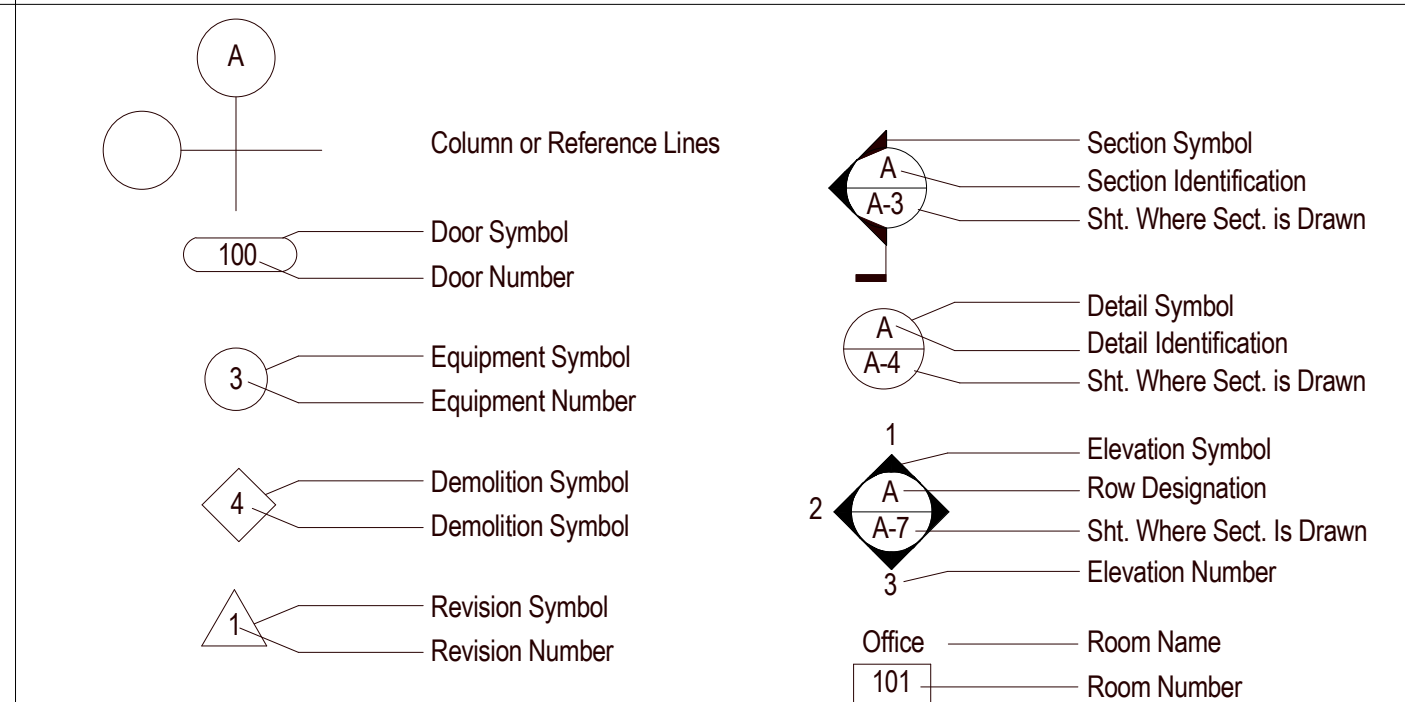 A
Column or Reference Lines
100
Door Symbol
Door Number
3
Equipment Symbol
Equipment Number
4
Demolition Symbol
Demolition Symbol
1
Revision Symbol
Revision Number
A
A-3
Section Symbol
Section Identification
Sht. Where Sect. is Drawn
A
A-4
Detail Symbol
Detail Identification
Sht. Where Sect. is Drawn
1
2
A
A-7
3
Elevation Symbol
Row Designation
Sht. Where Sect. Is Drawn
Elevation Number
Office
Room Name
101
Room Number